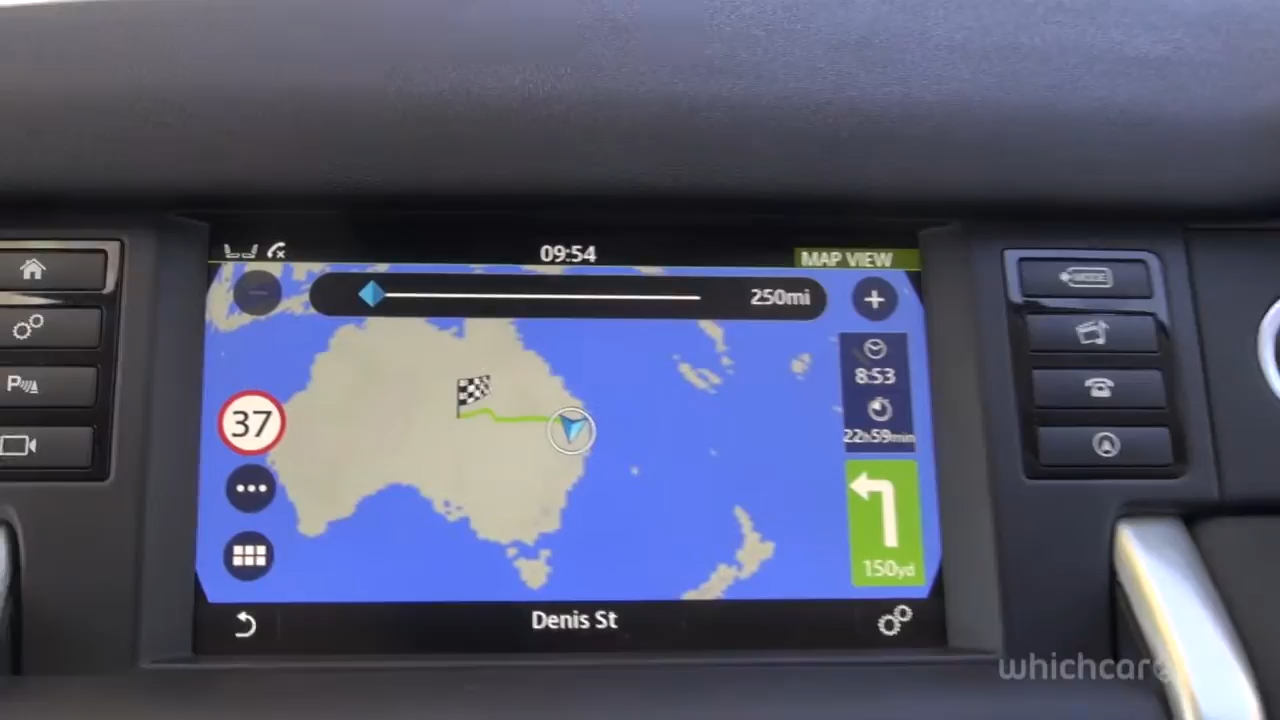 09:54
MAP VIEW
250mi
8:53
37
22h59min
150yd
Denis St
P
MODE
whichcar